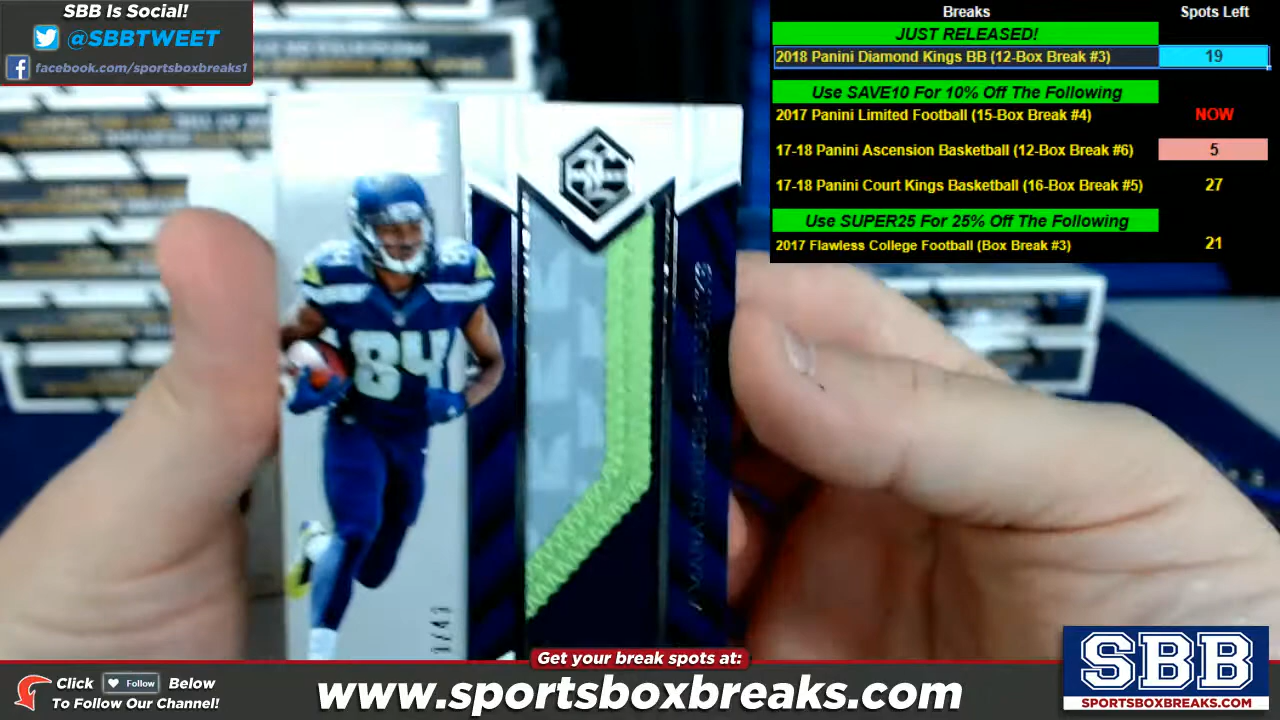 SBB Is Social!
@SBBTWEET
facebook.com/sportsboxbreaks1
Breaks Spots Left
JUST RELEASED!
2018 Panini Diamond Kings BB (12-Box Break #3) 19
Use SAVE10 For 10% Off The Following
2017 Panini Limited Football (15-Box Break #4) NOW
17-18 Panini Ascension Basketball (12-Box Break #6) 5
17-18 Panini Court Kings Basketball (16-Box Break #5) 27
Use SUPER25 For 25% Off The Following
2017 Flawless College Football (Box Break #3) 21
84
84
Get your break spots at:
Click Follow Below
To Follow Our Channel!
www.sportsboxbreaks.com
SBB
SPORTSBOXBREAKS.COM